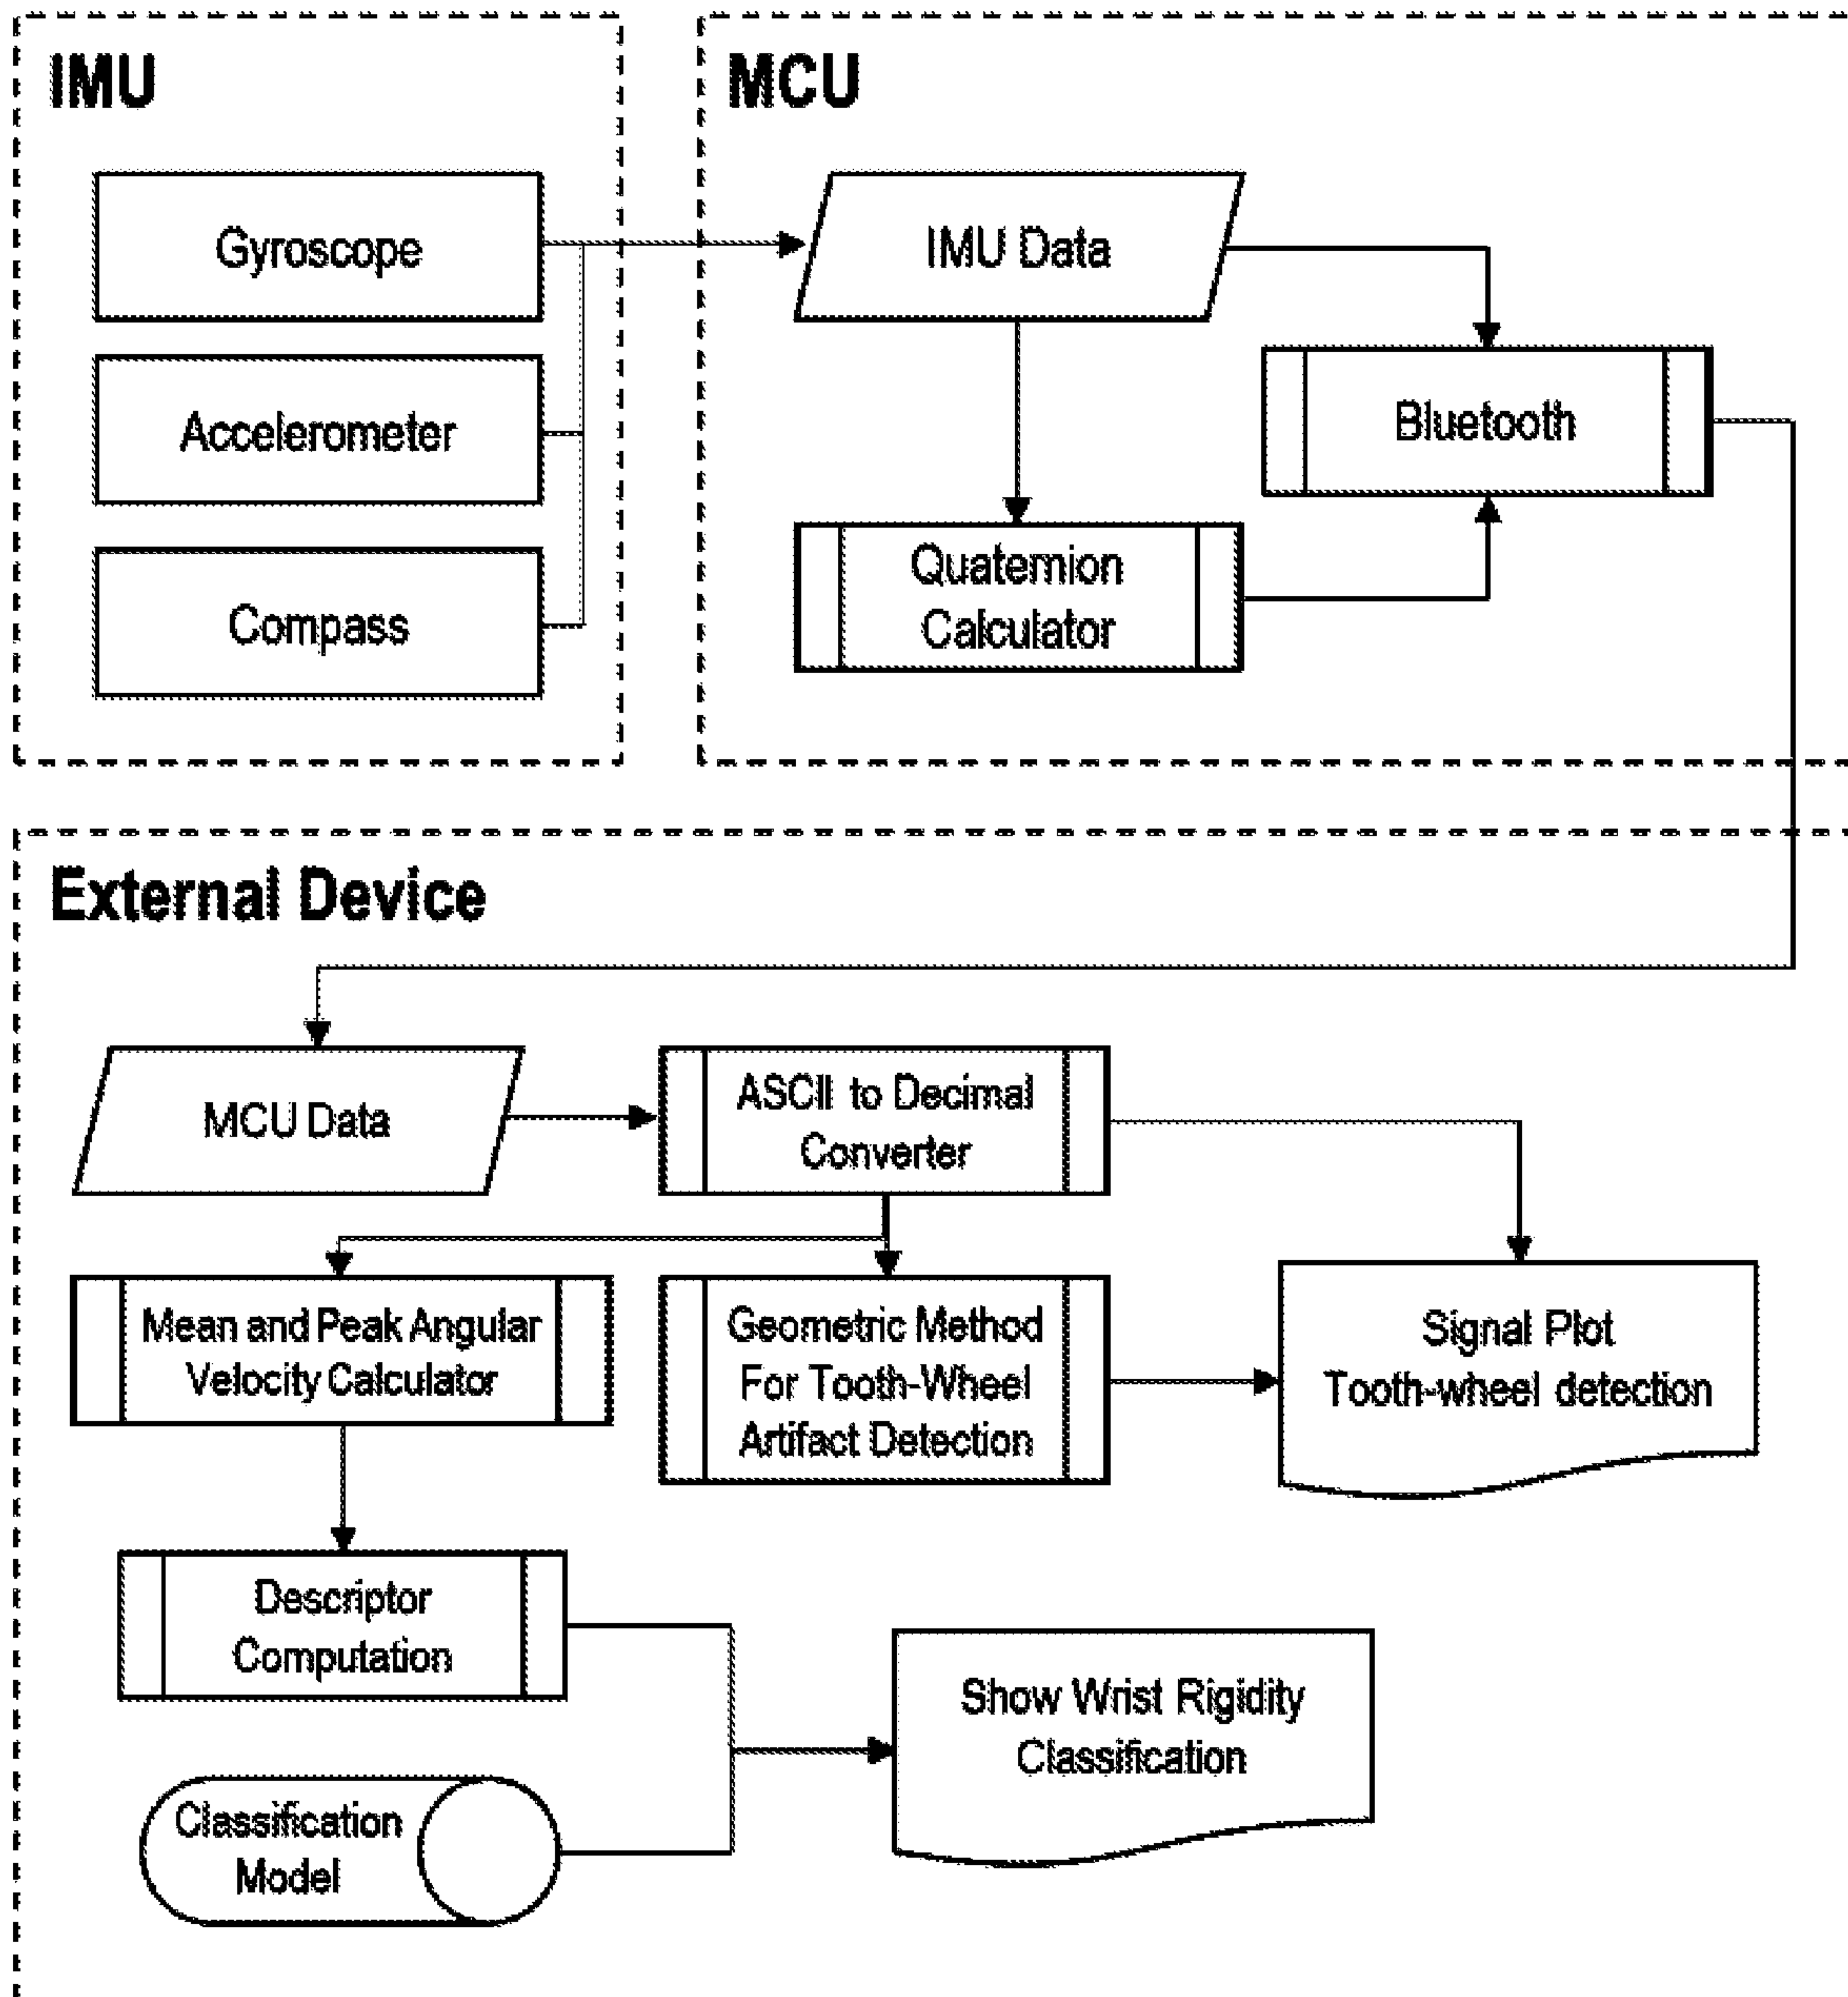 IMU
Gyroscope
Accelerometer
Compass
MCU
IMU Data
Bluetooth
Quaternion
Calculator
External Device
MCU Data
ASCII to Decimal
Converter
Mean and Peak Angular
Velocity Calculator
Geometric Method
For Tooth-Wheel
Artifact Detection
Signal Plot
Tooth-wheel detection
Descriptor
Computation
Classification
Model
Show Wrist Rigidity
Classification